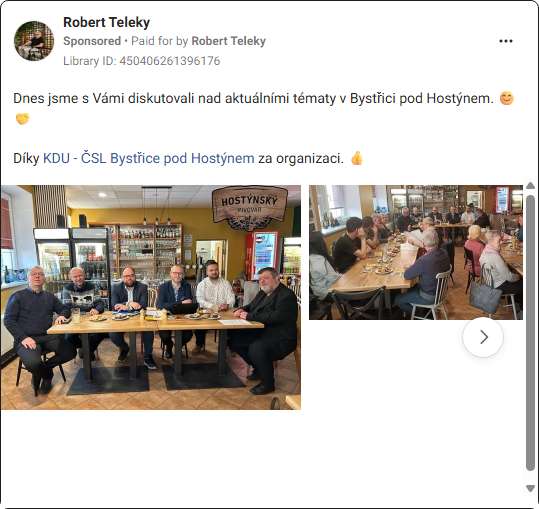 Robert Teleky
Sponsored • Paid for by Robert Teleky
Library ID: 450406261396176
Dnes jsme s Vámi diskutovali nad aktuálními tématy v Bystřici pod Hostýnem. 😊
🤝
Díky KDU - ČSL Bystřice pod Hostýnem za organizaci. 👍
HOSTÝNSKÝ
PIVOVAR